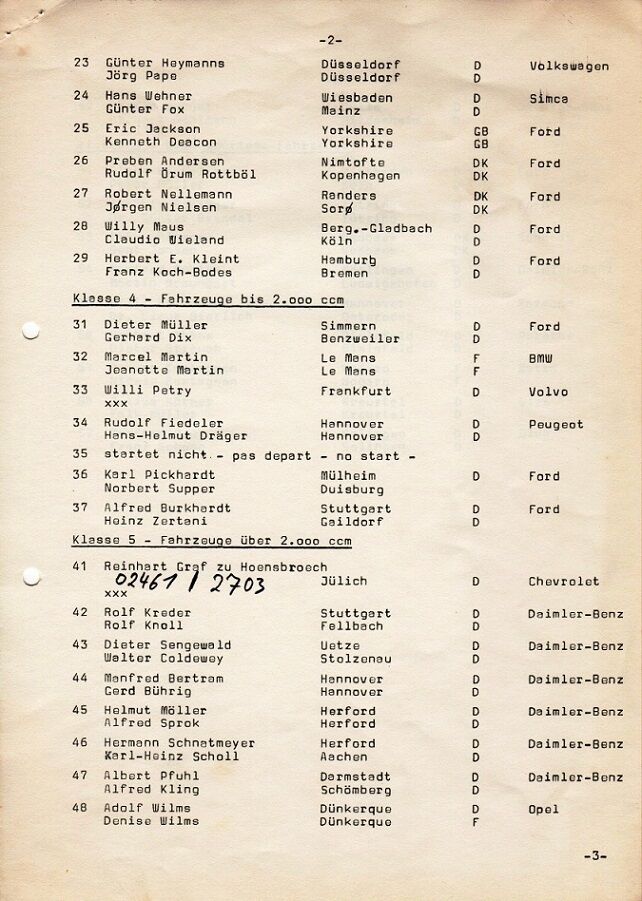 -2-
23 Günter Heymanns Düsseldorf D Volkswagen
Jörg Pape Düsseldorf D
24 Hans Wehner Wiesbaden D Simca
Günter Fox Mainz D
25 Eric Jackson Yorkshire GB Ford
Kenneth Deacon Yorkshire GB
26 Preben Andersen Nimtofte DK Ford
Rudolf Örum Rottböl Kopenhagen DK
27 Robert Nellemann Randers DK Ford
Jørgen Nielsen Sorø DK
28 Willy Maus Berg.-Gladbach D Ford
Claudio Wieland Köln D
29 Herbert E. Kleint Hamburg D Ford
Franz Koch-Bodes Bremen D
Klasse 4 - Fahrzeuge bis 2.ooo ccm
31 Dieter Müller Simmern D Ford
Gerhard Dix Benzweiler D
32 Marcel Martin Le Mans F BMW
Jeanette Martin Le Mans F
33 Willi Petry Frankfurt D Volvo
xxx
34 Rudolf Fiedeler Hannover D Peugeot
Hans-Helmut Dräger Hannover D
35 startet nicht - pas depart - no start -
36 Karl Pickhardt Mülheim D Ford
Norbert Supper Duisburg
37 Alfred Burkhardt Stuttgart D Ford
Heinz Zertani Gaildorf D
Klasse 5 - Fahrzeuge über 2.ooo ccm
41 Reinhart Graf zu Hoensbroech
02461 / 2703 Jülich D Chevrolet
xxx
42 Rolf Kreder Stuttgart D Daimler-Benz
Rolf Knoll Fellbach D
43 Dieter Sengewald Uetze D Daimler-Benz
Walter Coldewey Stolzenau D
44 Manfred Bertram Hannover D Daimler-Benz
Gerd Bührig Hannover D
45 Helmut Möller Herford D Daimler-Benz
Alfred Sprok Herford D
46 Hermann Schnatmeyer Herford D Daimler-Benz
Karl-Heinz Scholl Aachen D
47 Albert Pfuhl Darmstadt D Daimler-Benz
Alfred Kling Schömberg D
48 Adolf Wilms Dünkerque D Opel
Denise Wilms Dünkerque F
-3-